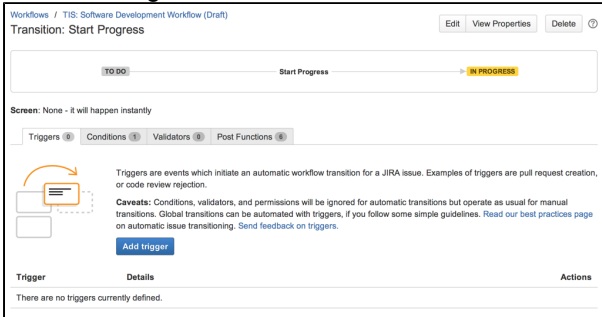 Workflows / TIS: Software Development Workflow (Draft)
Transition: Start Progress
Edit View Properties Delete ?
TO DO Start Progress IN PROGRESS
Screen: None - it will happen instantly
Triggers 0 Conditions 1 Validators 0 Post Functions 6
Triggers are events which initiate an automatic workflow transition for a JIRA issue. Examples of triggers are pull request creation,
or code review rejection.
Caveats: Conditions, validators, and permissions will be ignored for automatic transitions but operate as usual for manual
transitions. Global transitions can be automated with triggers, if you follow some simple guidelines. Read our best practices page
on automatic issue transitioning. Send feedback on triggers.
Add trigger
Trigger Details Actions
There are no triggers currently defined.